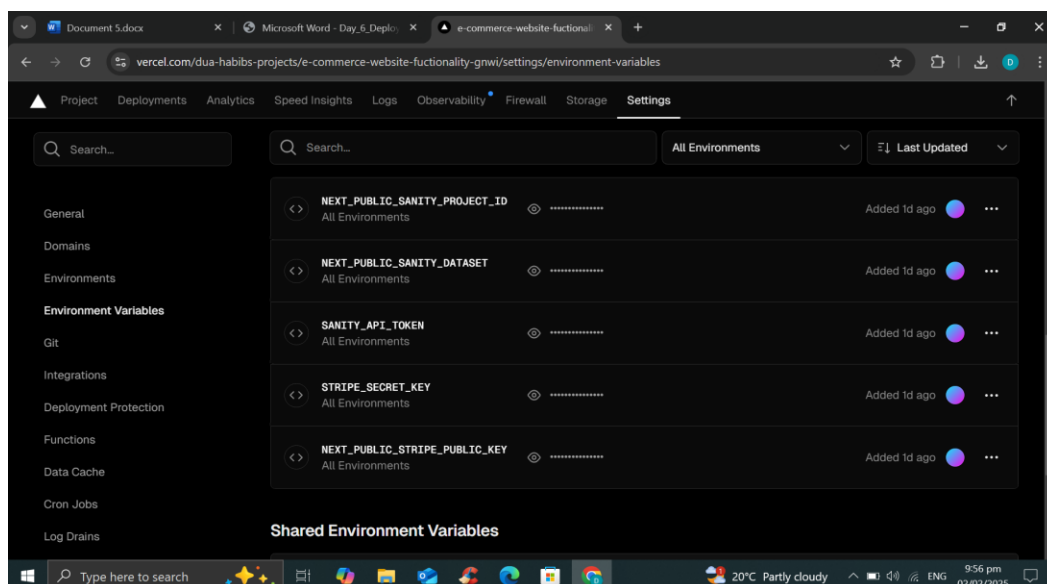 Document 5.docx
Microsoft Word - Day_6_Deploy
e-commerce-website-fuctionali
vercel.com/dua-habibs-projects/e-commerce-website-fuctionality-gnwi/settings/environment-variables
D
Project Deployments Analytics Speed Insights Logs Observability Firewall Storage Settings
Search...
General
Domains
Environments
Environment Variables
Git
Integrations
Deployment Protection
Functions
Data Cache
Cron Jobs
Log Drains
Search...
All Environments
Last Updated
NEXT_PUBLIC_SANITY_PROJECT_ID
All Environments
•••••••••••••••
Added 1d ago
NEXT_PUBLIC_SANITY_DATASET
All Environments
•••••••••••••••
Added 1d ago
SANITY_API_TOKEN
All Environments
•••••••••••••••
Added 1d ago
STRIPE_SECRET_KEY
All Environments
•••••••••••••••
Added 1d ago
NEXT_PUBLIC_STRIPE_PUBLIC_KEY
All Environments
•••••••••••••••
Added 1d ago
Shared Environment Variables
Type here to search
20°C Partly cloudy
ENG
9:56 pm
03/02/2025